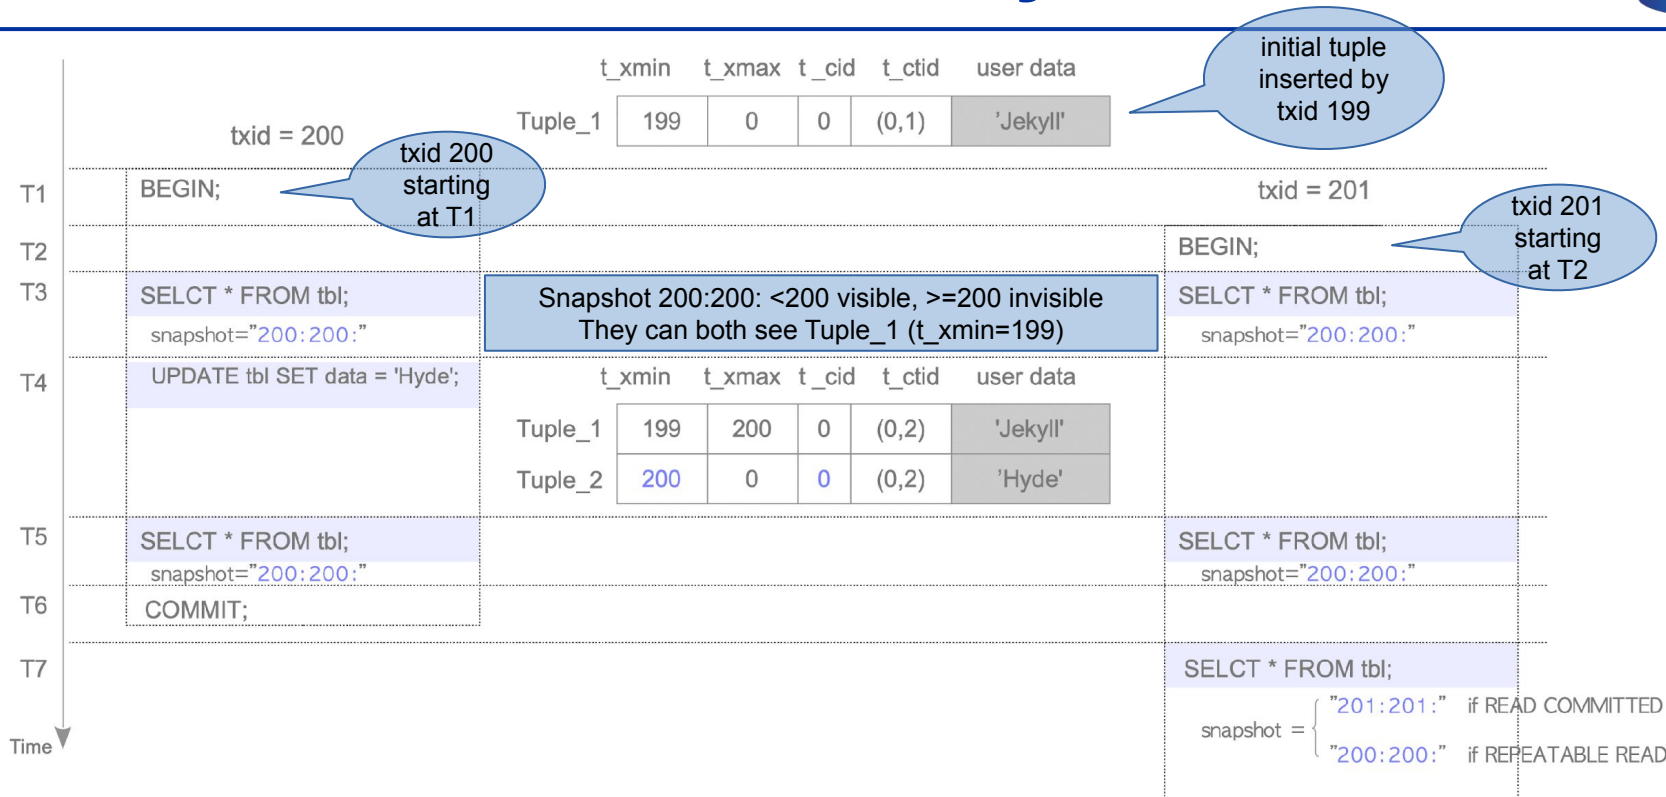 initial tuple
inserted by
txid 199
t_xmin t_xmax t _cid t_ctid user data
Tuple_1 199 0 0 (0,1) 'Jekyll'
txid = 200
txid 200
starting
at T1
T1 BEGIN;
txid = 201
txid 201
starting
at T2
T2 BEGIN;
T3 SELCT * FROM tbl;
snapshot="200:200:"
Snapshot 200:200: <200 visible, >=200 invisible
They can both see Tuple_1 (t_xmin=199)
SELCT * FROM tbl;
snapshot="200:200:"
T4 UPDATE tbl SET data = 'Hyde';
t_xmin t_xmax t _cid t_ctid user data
Tuple_1 199 200 0 (0,2) 'Jekyll'
Tuple_2 200 0 0 (0,2) 'Hyde'
T5 SELCT * FROM tbl;
snapshot="200:200:"
SELCT * FROM tbl;
snapshot="200:200:"
T6 COMMIT;
T7 SELCT * FROM tbl;
snapshot =
"201:201:" if READ COMMITTED
"200:200:" if REPEATABLE READ
Time